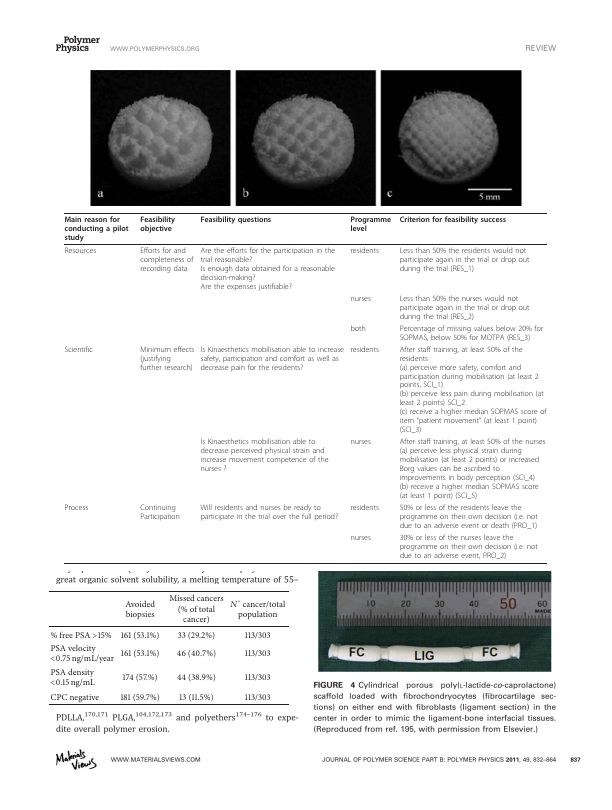 Polymer
Physics
WWW.POLYMERPHYSICS.ORG
REVIEW
a
b
c
5 mm
Main reason for conducting a pilot study
Feasibility objective
Feasibility questions
Programme level
Criterion for feasibility success
Resources
Efforts for and completeness of recording data
Are the efforts for the participation in the trial reasonable?
Is enough data obtained for a reasonable decision-making?
Are the expenses justifiable?
residents
Less than 50% the residents would not participate again in the trial or drop out during the trial (RES_1)
nurses
Less than 50% the nurses would not participate again in the trial or drop out during the trial (RES_2)
both
Percentage of missing values below 20% for SOPMAS, below 50% for MOTPA (RES_3)
Scientific
Minimum effects (justifying further research)
Is Kinaesthetics mobilisation able to increase safety, participation and comfort as well as decrease pain for the residents?
residents
After staff training, at least 50% of the residents
(a) perceive more safety, comfort and participation during mobilisation (at least 2 points, SCI_1)
(b) perceive less pain during mobilisation (at least 2 points) SCI_2
(c) receive a higher median SOPMAS score of item "patient movement" (at least 1 point) (SCI_3)
Is Kinaesthetics mobilisation able to decrease perceived physical strain and increase movement competence of the nurses ?
nurses
After staff training, at least 50% of the nurses
(a) perceive less physical strain during mobilisation (at least 2 points) or increased Borg values can be ascribed to improvements in body perception (SCI_4)
(b) receive a higher median SOPMAS score (at least 1 point) (SCI_5)
Process
Continuing Participation
Will residents and nurses be ready to participate in the trial over the full period?
residents
50% or less of the residents leave the programme on their own decision (i.e. not due to an adverse event or death (PRO_1)
nurses
30% or less of the nurses leave the programme on their own decision (i.e. not due to an adverse event, PRO_2)
great organic solvent solubility, a melting temperature of 55–
Avoided biopsies
Missed cancers (% of total cancer)
N° cancer/total population
% free PSA >15% 161 (53.1%) 33 (29.2%) 113/303
PSA velocity <0.75 ng/mL/year 161 (53.1%) 46 (40.7%) 113/303
PSA density <0.15 ng/mL 174 (57%) 44 (38.9%) 113/303
CPC negative 181 (59.7%) 13 (11.5%) 113/303
PDLLA,170,171 PLGA,104,172,173 and polyethers174–176 to expe-
dite overall polymer erosion.
10 20 30 40 50 60
FC LIG FC
FIGURE 4 Cylindrical porous poly(L-lactide-co-caprolactone)
scaffold loaded with fibrochondryocytes (fibrocartilage sec-
tions) on either end with fibroblasts (ligament section) in the
center in order to mimic the ligament-bone interfacial tissues.
(Reproduced from ref. 195, with permission from Elsevier.)
Materials
Views
WWW.MATERIALSVIEWS.COM
JOURNAL OF POLYMER SCIENCE PART B: POLYMER PHYSICS 2011, 49, 832–864 837